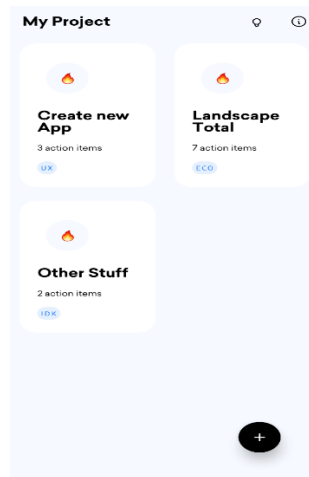 My Project
Create new
App
3 action items
UX
Landscape
Total
7 action items
ECO
Other Stuff
2 action items
IDK
+